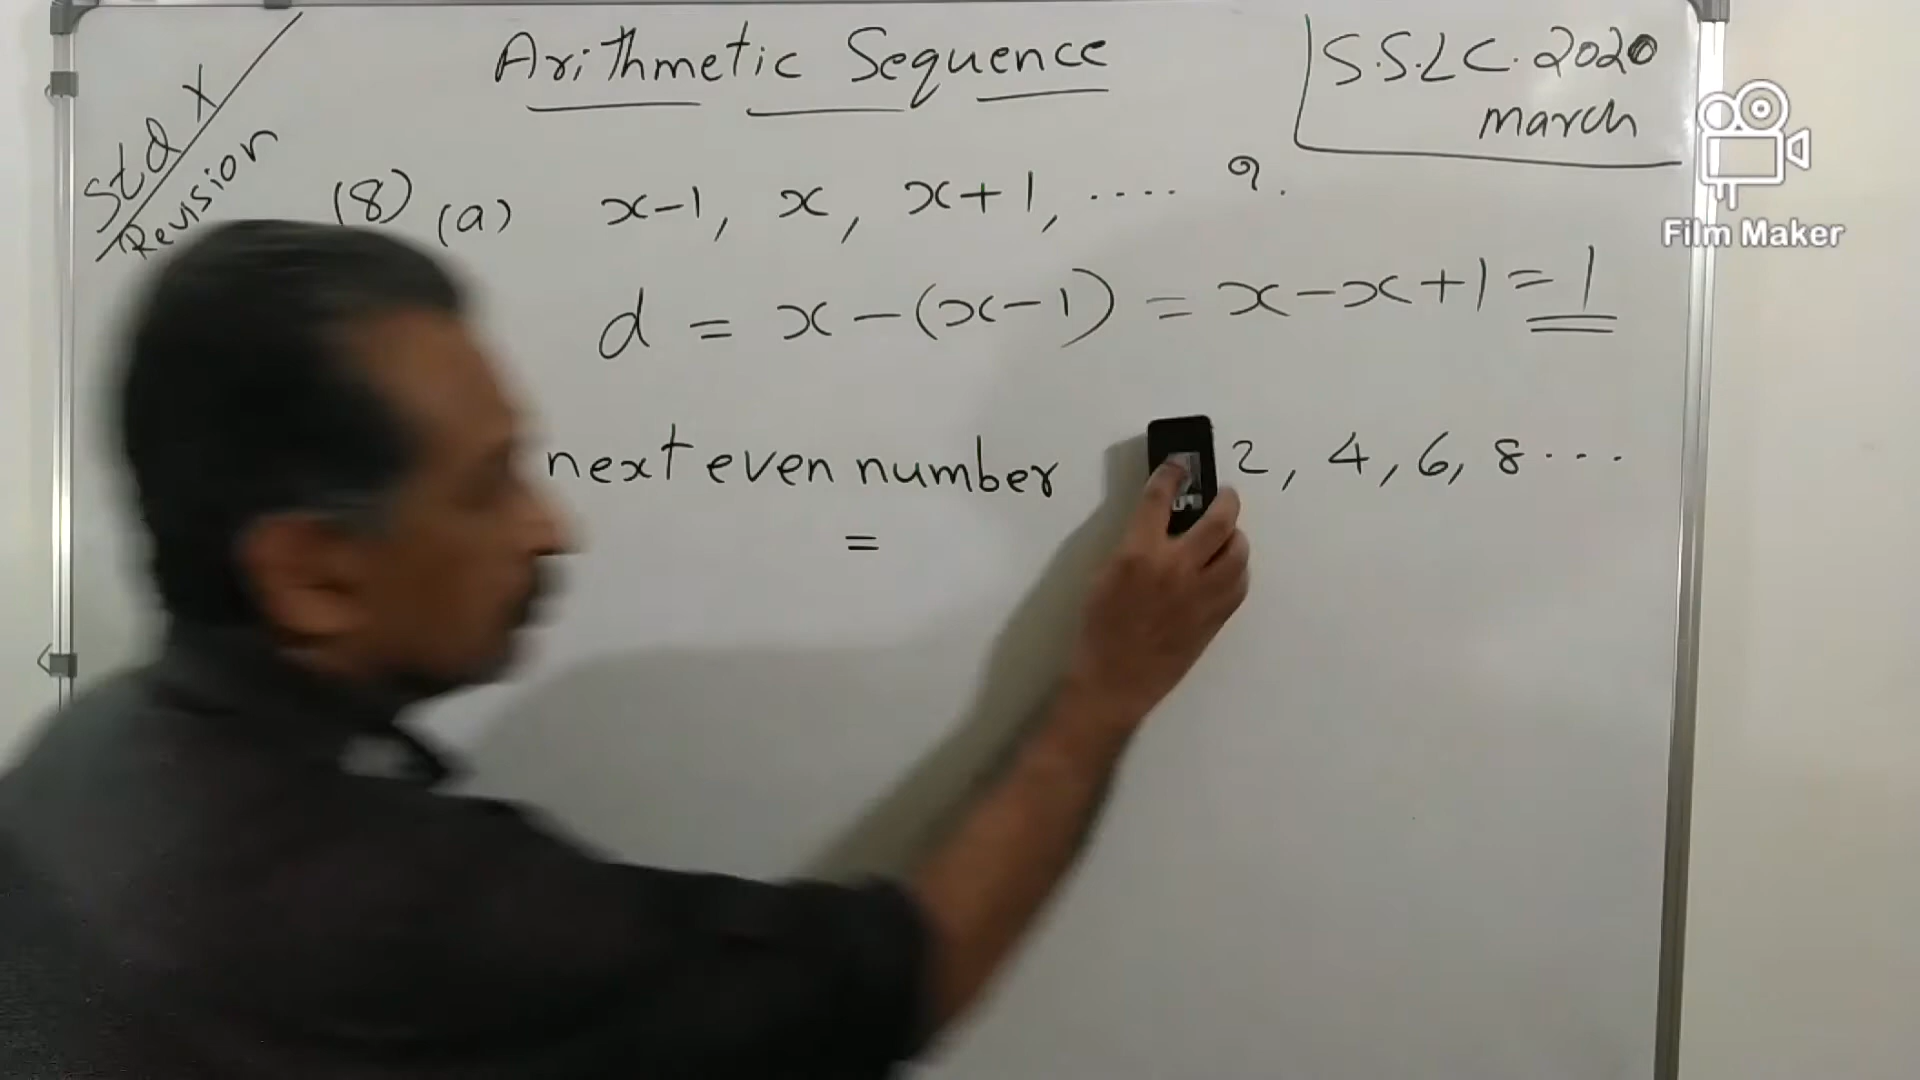 Std X
Revision
Arithmetic Sequence
S.S.L.C. 2020
march
Film Maker
(8) (a) x-1, x, x+1, .... ?.
d = x-(x-1) = x-x+1 = 1
next even number 2, 4, 6, 8 ...
=